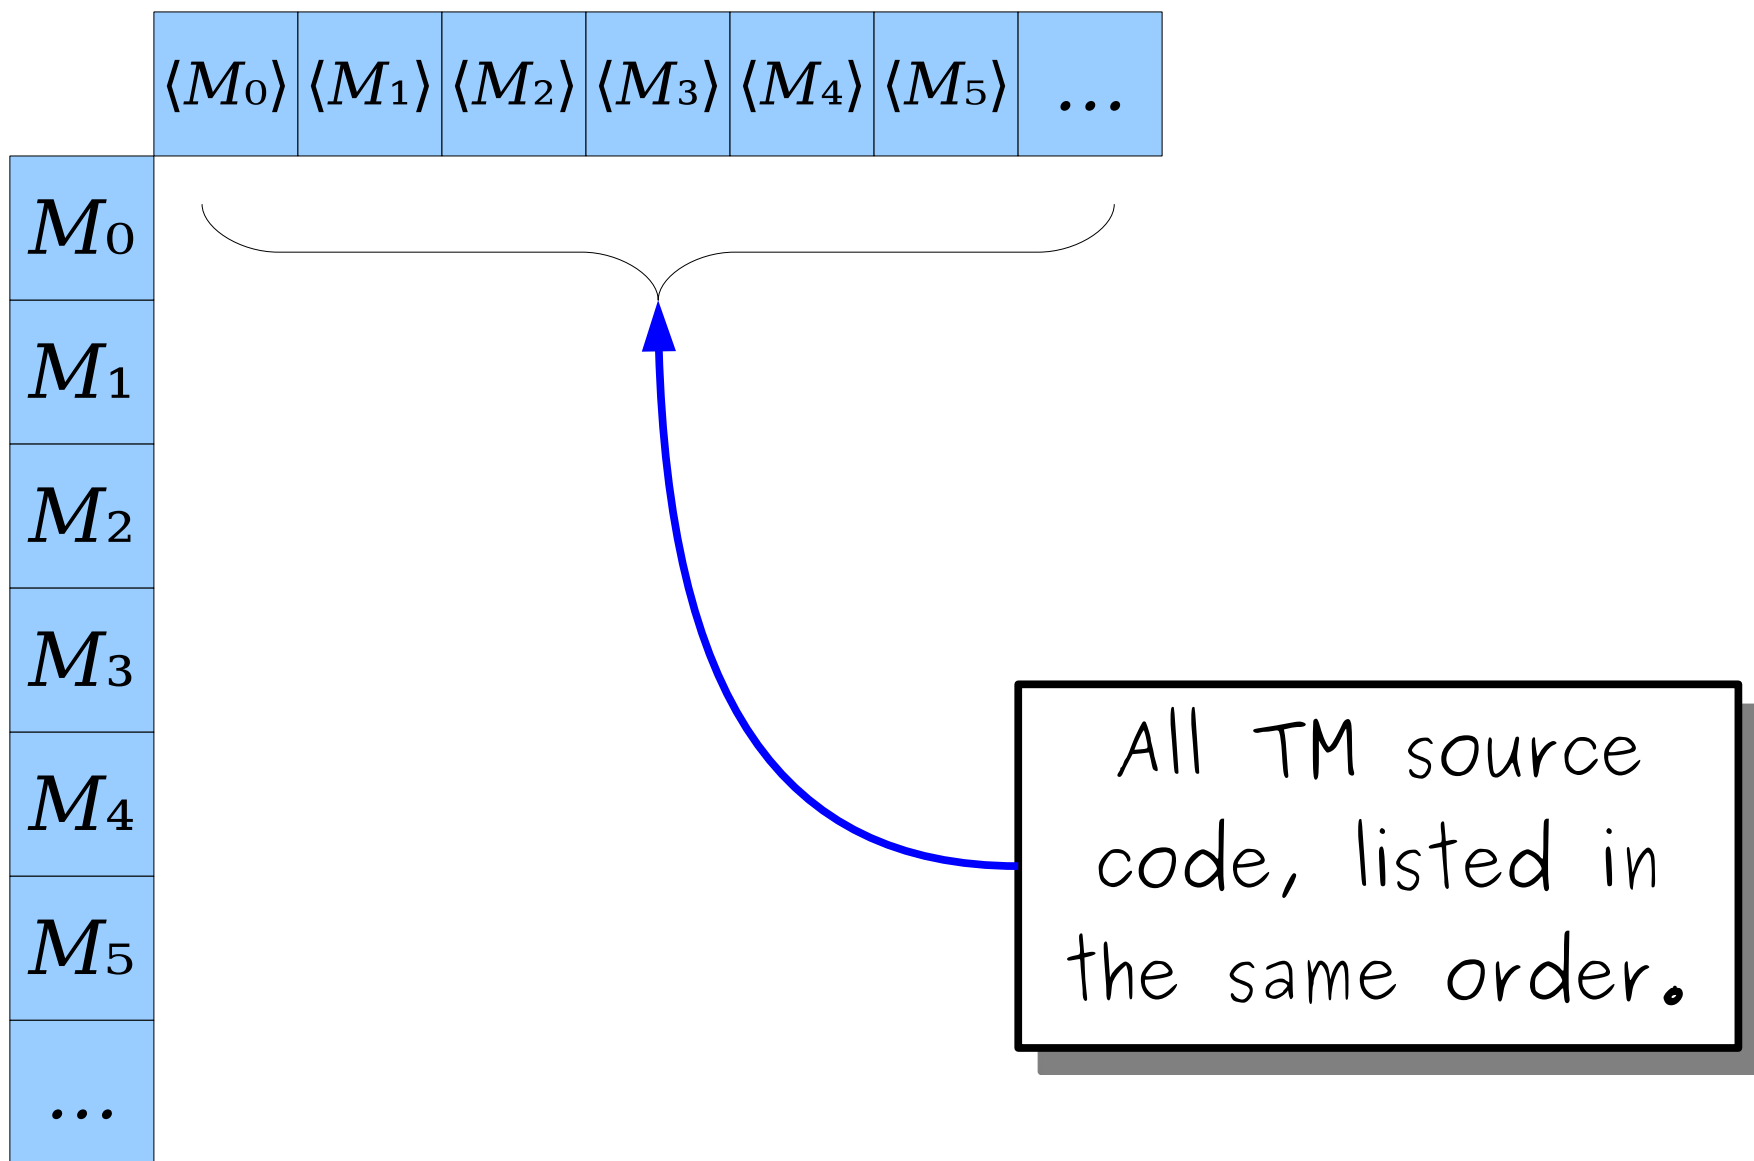 ⟨M₀⟩ ⟨M₁⟩ ⟨M₂⟩ ⟨M₃⟩ ⟨M₄⟩ ⟨M₅⟩ …
M₀
M₁
M₂
M₃
M₄
M₅
…
All TM source
code, listed in
the same order.